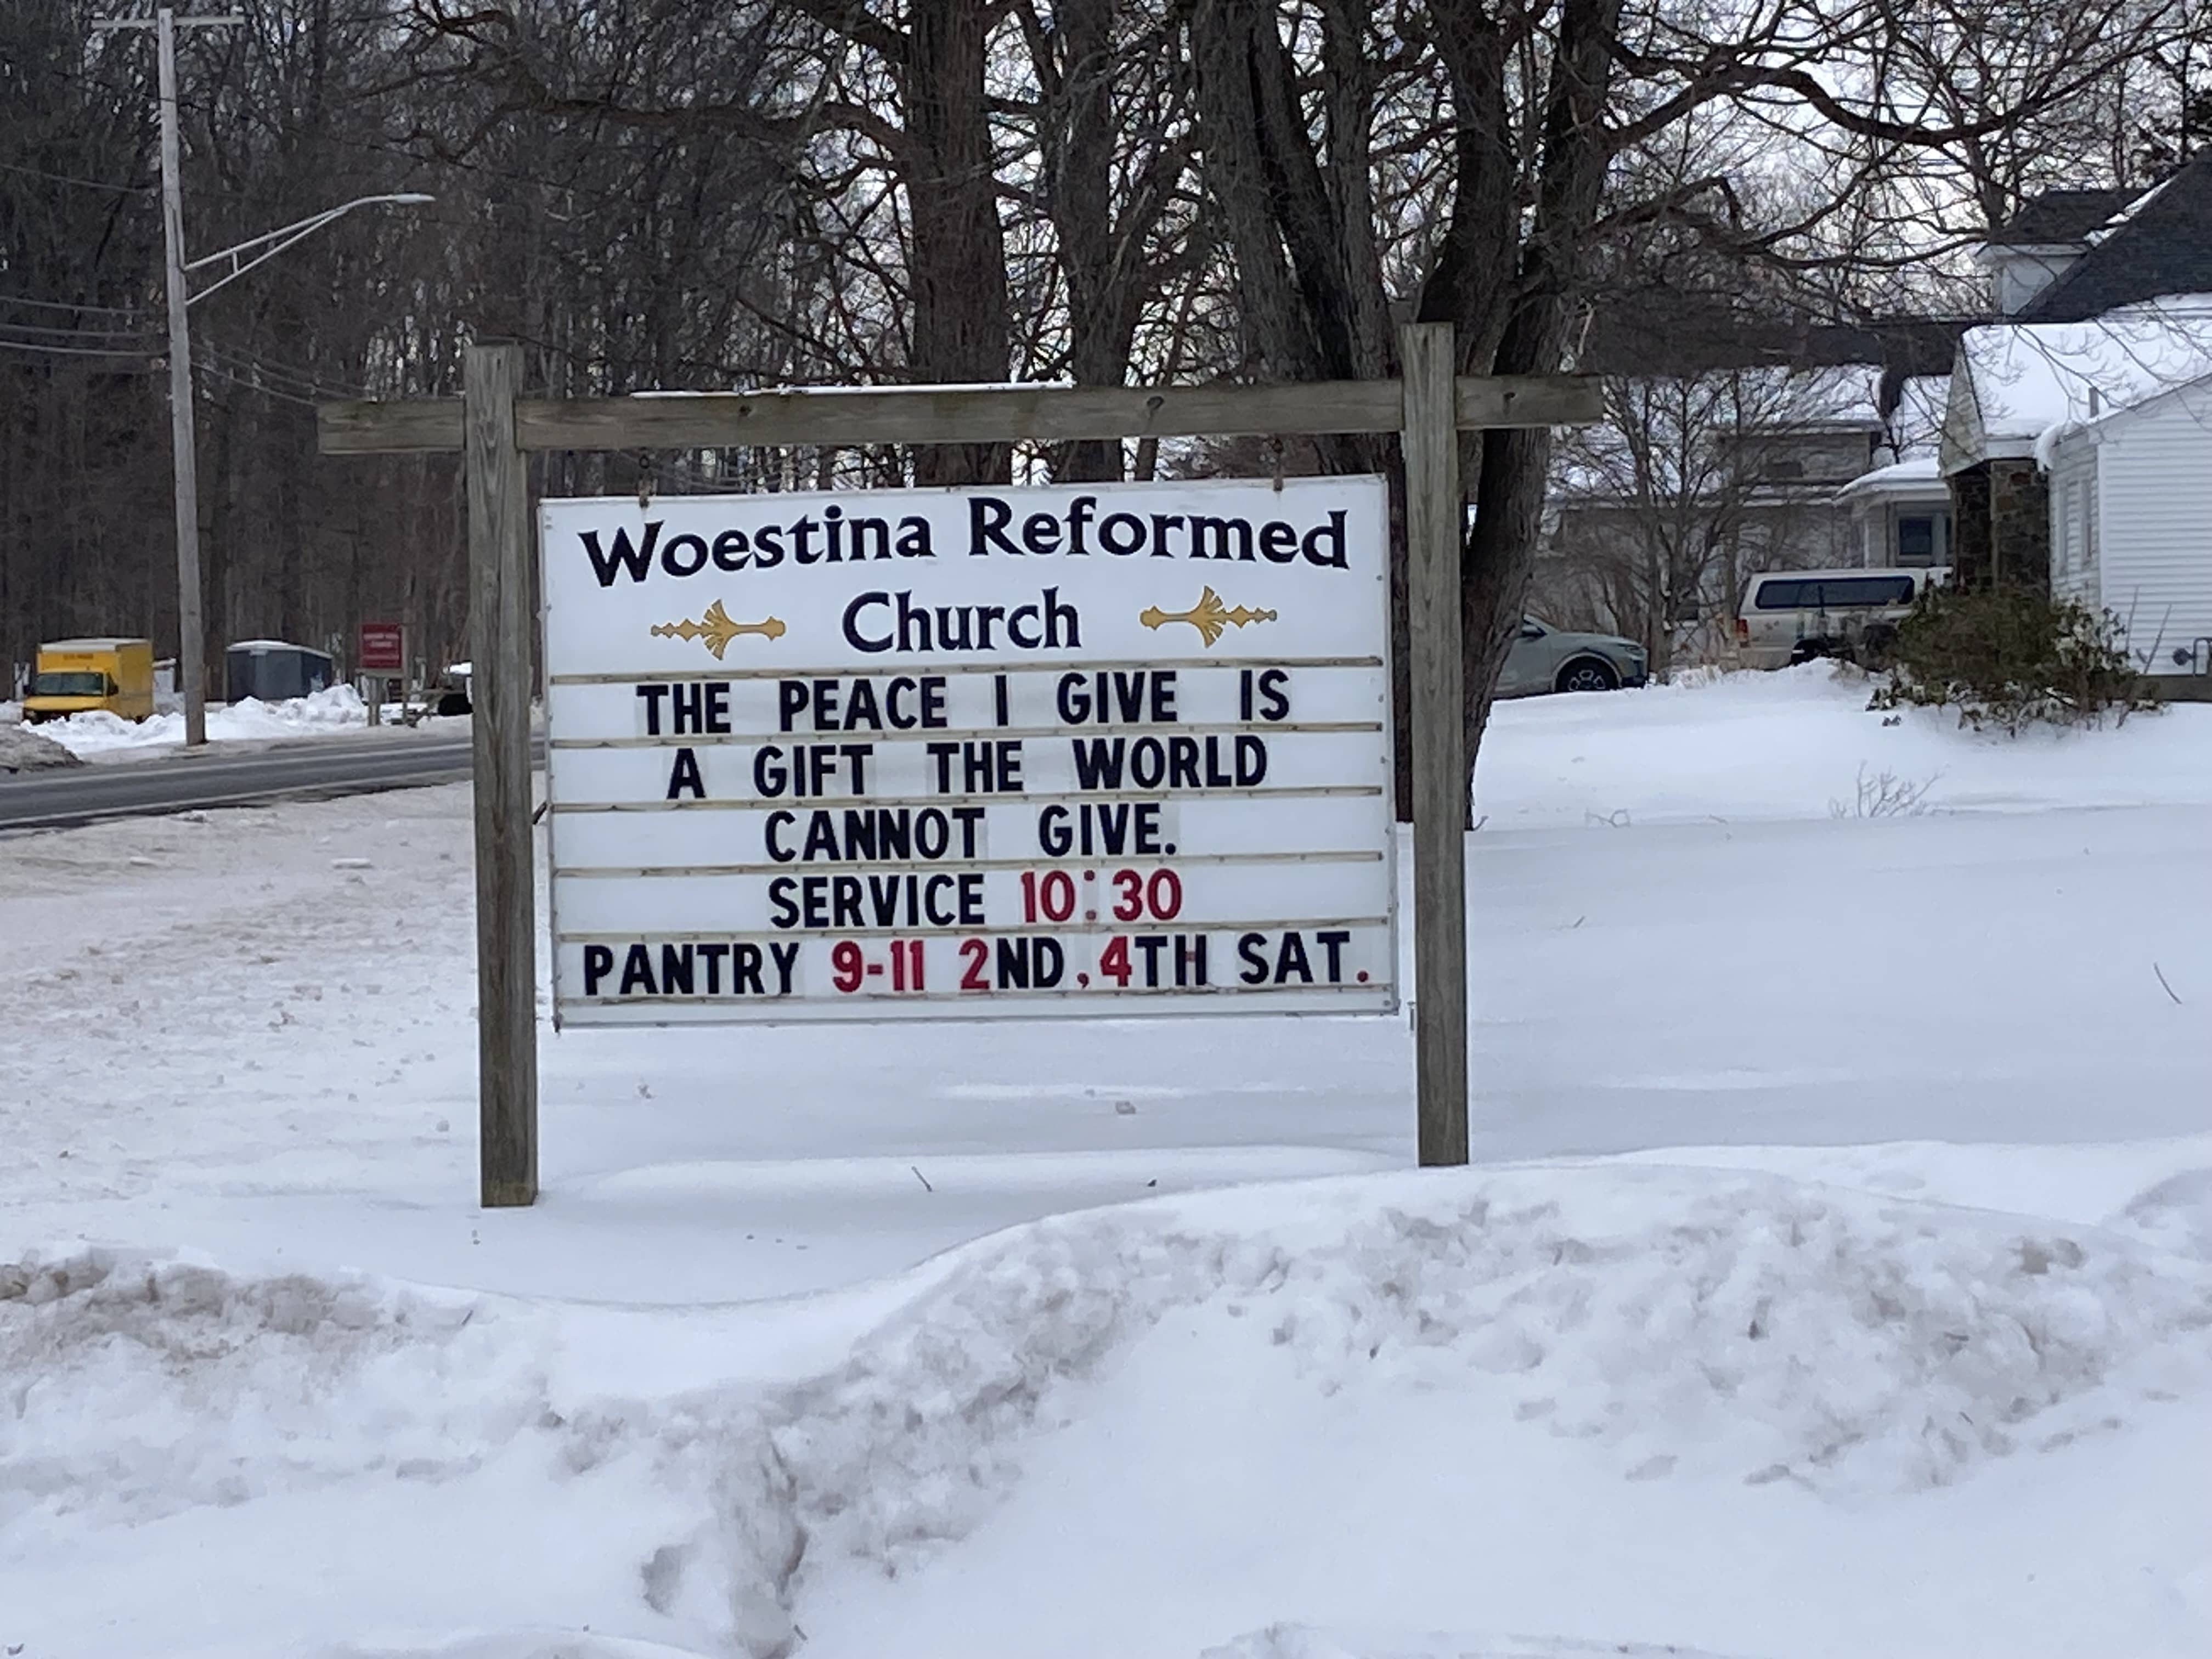 Woestina Reformed
Church
THE PEACE I GIVE IS
A GIFT THE WORLD
CANNOT GIVE.
SERVICE 10:30
PANTRY 9-11 2ND, 4TH SAT.